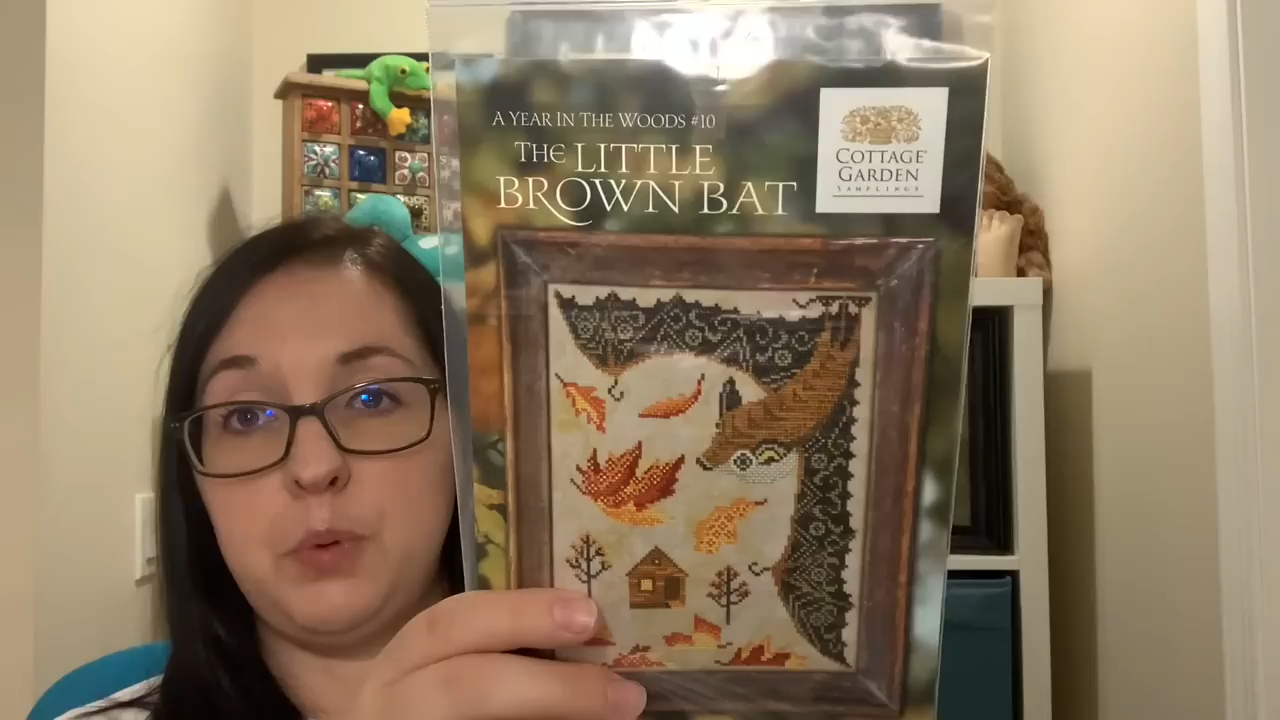 A YEAR IN THE WOODS #10
THE LITTLE
BROWN BAT
COTTAGE
GARDEN
SAMPLINGS